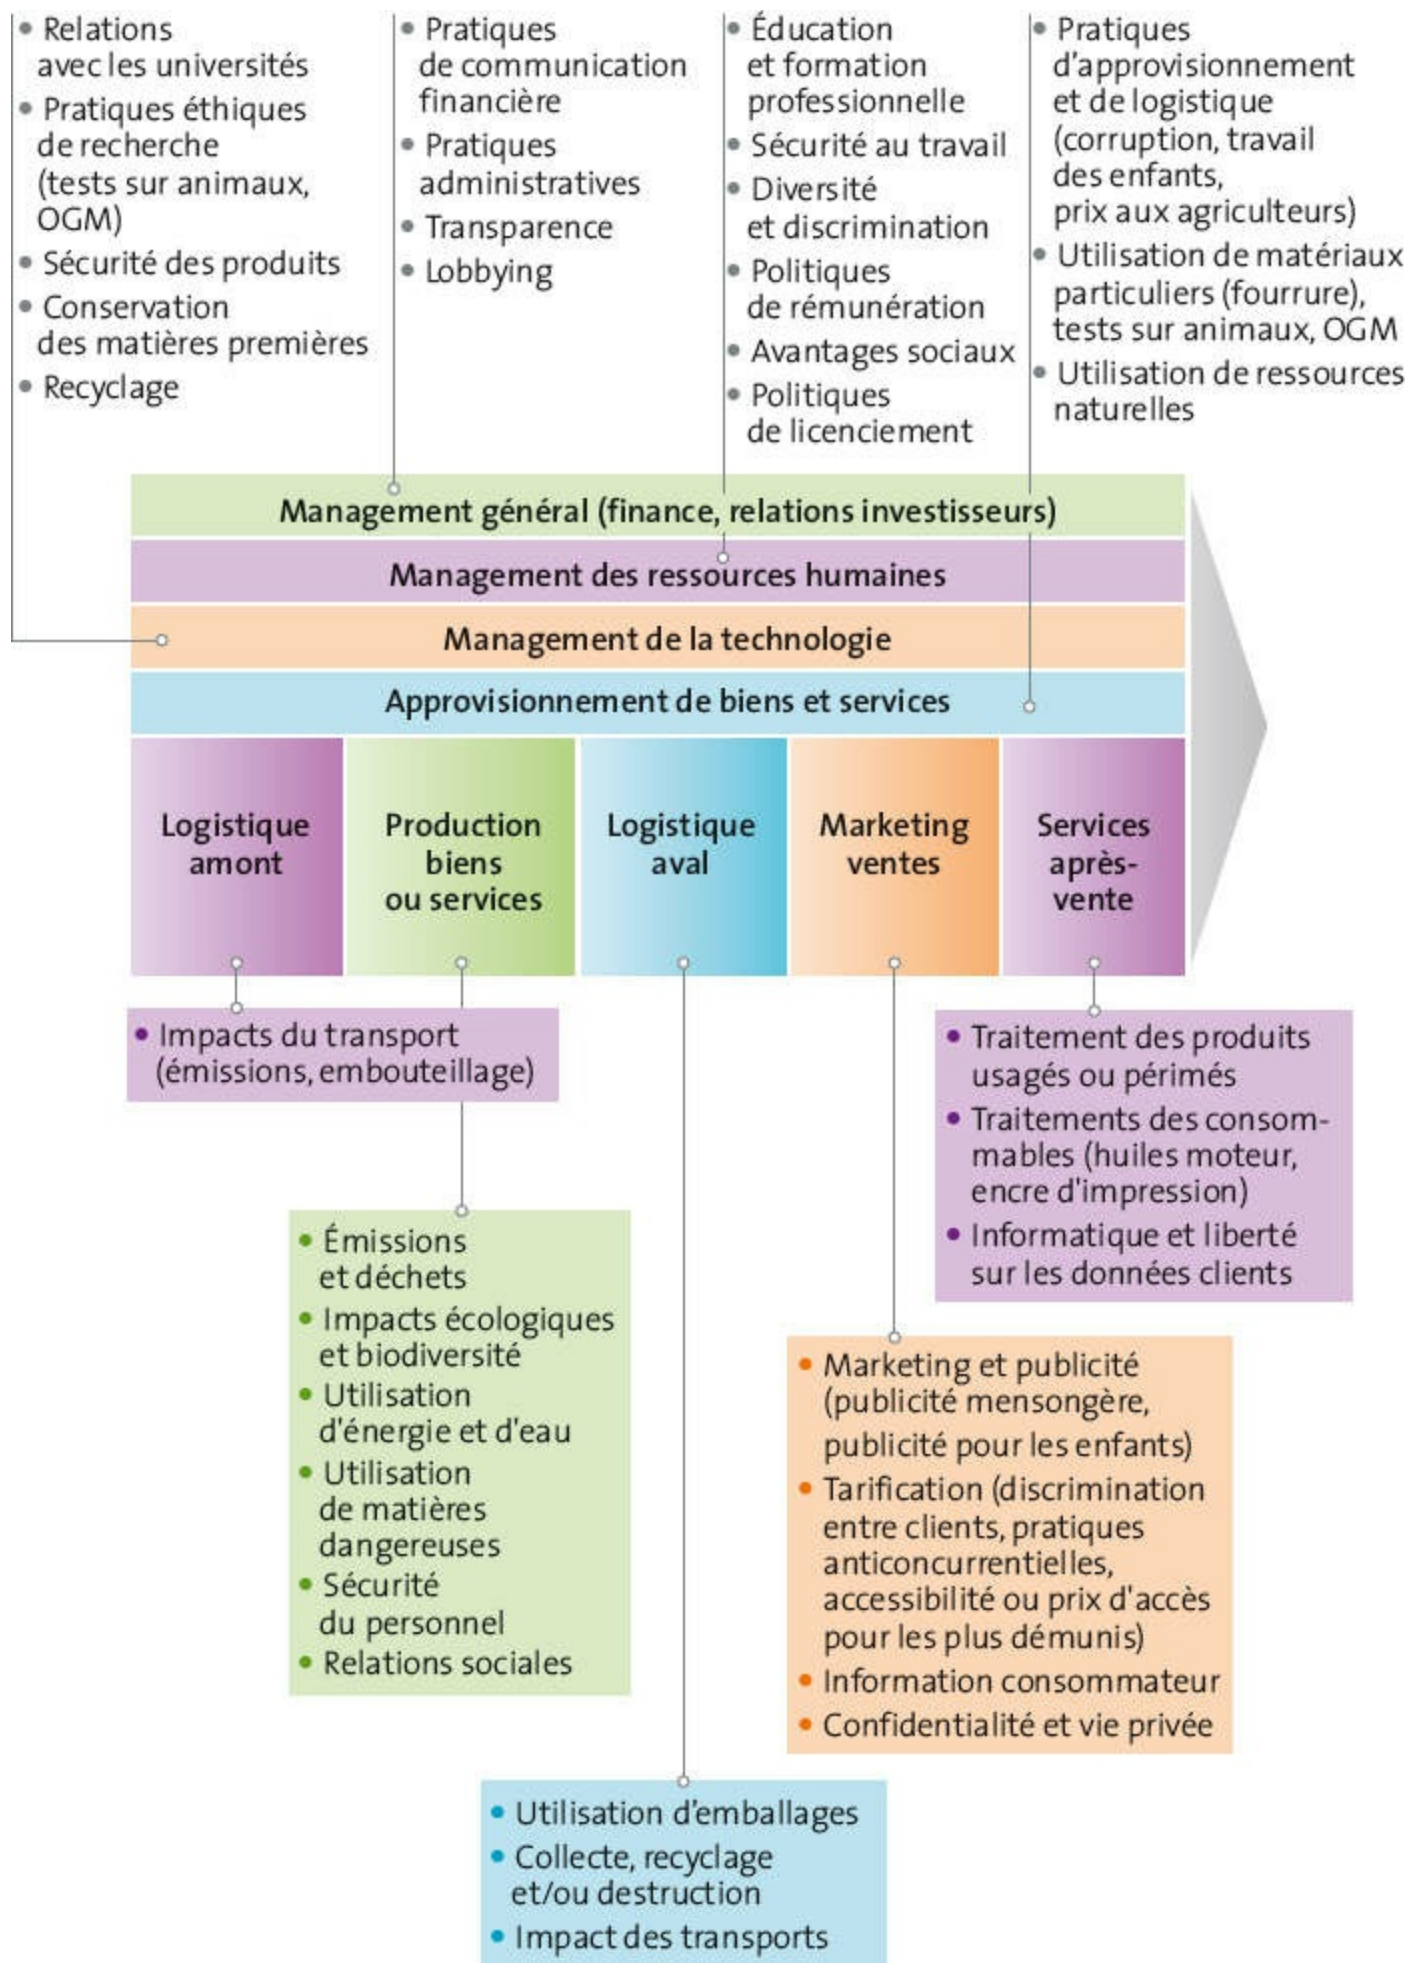 • Relations
avec les universités
• Pratiques éthiques
de recherche
(tests sur animaux,
OGM)
• Sécurité des produits
• Conservation
des matières premières
• Recyclage
• Pratiques
de communication
financière
• Pratiques
administratives
• Transparence
• Lobbying
• Éducation
et formation
professionnelle
• Sécurité au travail
• Diversité
et discrimination
• Politiques
de rémunération
• Avantages sociaux
• Politiques
de licenciement
• Pratiques
d'approvisionnement
et de logistique
(corruption, travail
des enfants,
prix aux agriculteurs)
• Utilisation de matériaux
particuliers (fourrure),
tests sur animaux, OGM
• Utilisation de ressources
naturelles
Management général (finance, relations investisseurs)
Management des ressources humaines
Management de la technologie
Approvisionnement de biens et services
Logistique
amont
Production
biens
ou services
Logistique
aval
Marketing
ventes
Services
après-
vente
• Impacts du transport
(émissions, embouteillage)
• Traitement des produits
usagés ou périmés
• Traitements des consom-
mables (huiles moteur,
encre d'impression)
• Informatique et liberté
sur les données clients
• Émissions
et déchets
• Impacts écologiques
et biodiversité
• Utilisation
d'énergie et d'eau
• Utilisation
de matières
dangereuses
• Sécurité
du personnel
• Relations sociales
• Marketing et publicité
(publicité mensongère,
publicité pour les enfants)
• Tarification (discrimination
entre clients, pratiques
anticoncurrentielles,
accessibilité ou prix d'accès
pour les plus démunis)
• Information consommateur
• Confidentialité et vie privée
• Utilisation d'emballages
• Collecte, recyclage
et/ou destruction
• Impact des transports